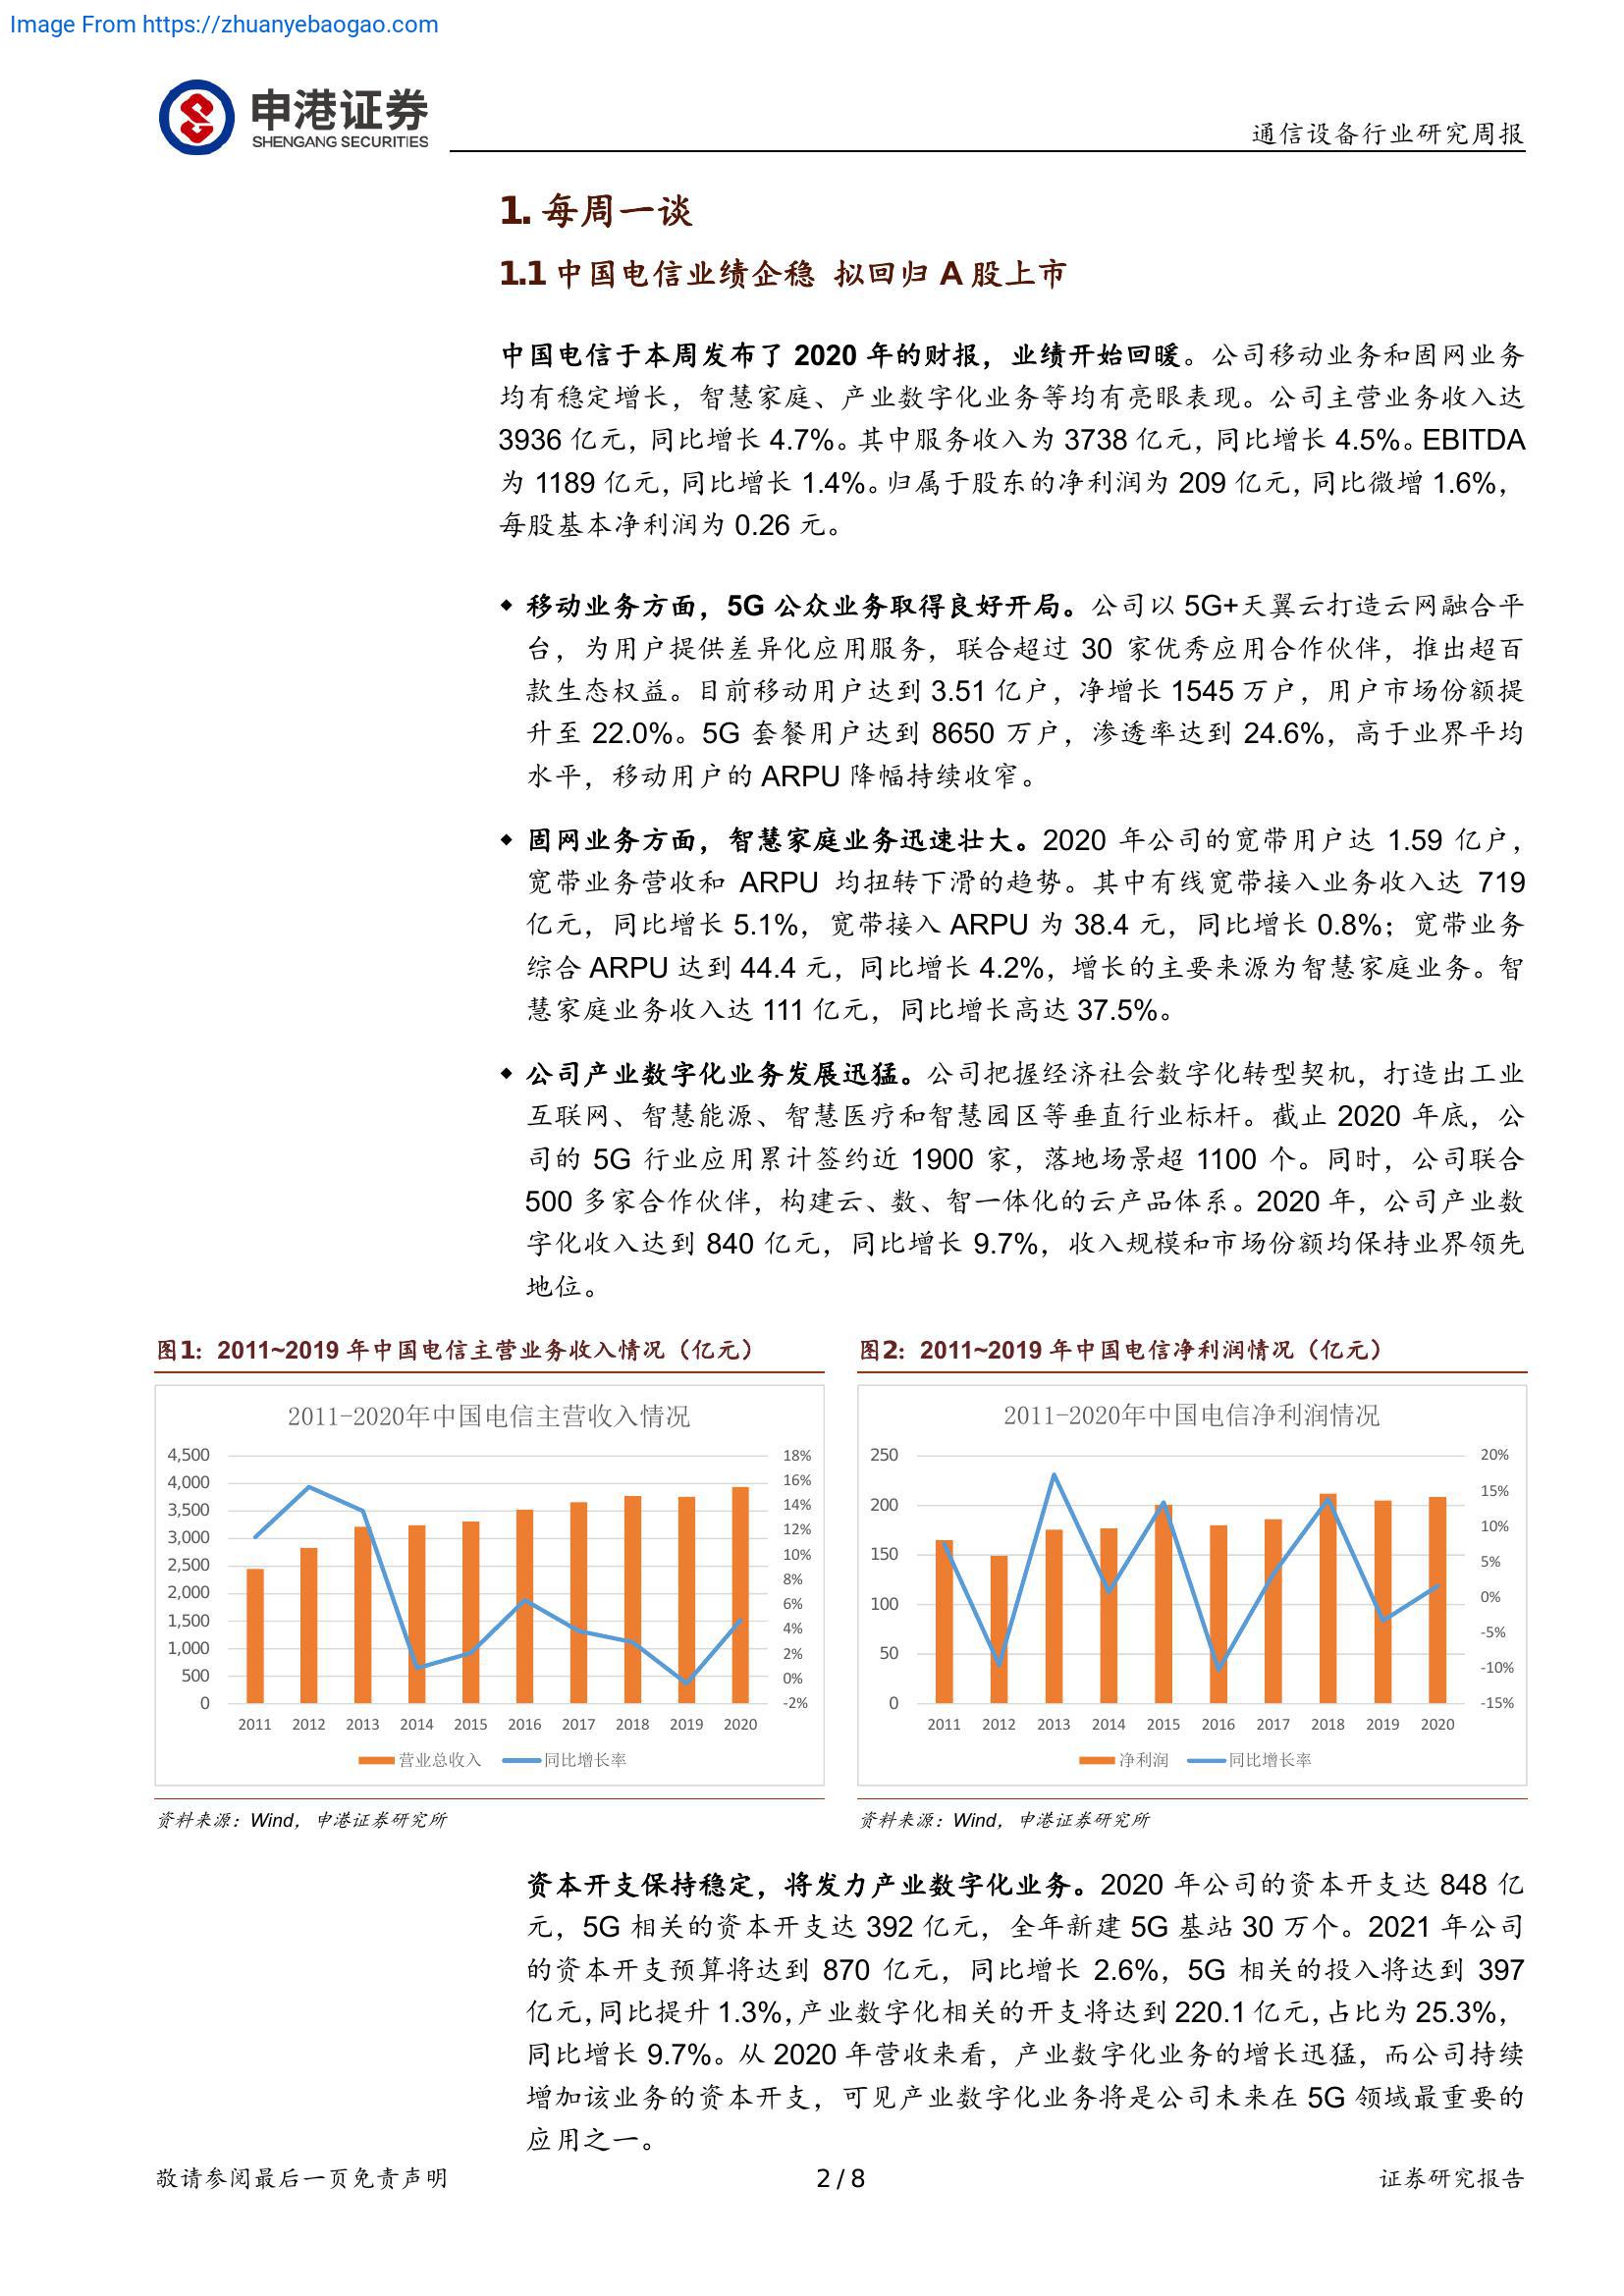 Image From https://zhuanyebaogao.com
申港证券
SHENGANG SECURITIES
通信设备行业研究周报
1. 每周一谈
1.1 中国电信业绩企稳 拟回归 A 股上市
中国电信于本周发布了 2020 年的财报，业绩开始回暖。公司移动业务和固网业务
均有稳定增长，智慧家庭、产业数字化业务等均有亮眼表现。公司主营业务收入达
3936 亿元，同比增长 4.7%。其中服务收入为 3738 亿元，同比增长 4.5%。EBITDA
为 1189 亿元，同比增长 1.4%。归属于股东的净利润为 209 亿元，同比微增 1.6%，
每股基本净利润为 0.26 元。
◆ 移动业务方面，5G 公众业务取得良好开局。公司以 5G+天翼云打造云网融合平
台，为用户提供差异化应用服务，联合超过 30 家优秀应用合作伙伴，推出超百
款生态权益。目前移动用户达到 3.51 亿户，净增长 1545 万户，用户市场份额提
升至 22.0%。5G 套餐用户达到 8650 万户，渗透率达到 24.6%，高于业界平均
水平，移动用户的 ARPU 降幅持续收窄。
◆ 固网业务方面，智慧家庭业务迅速壮大。2020 年公司的宽带用户达 1.59 亿户，
宽带业务营收和 ARPU 均扭转下滑的趋势。其中有线宽带接入业务收入达 719
亿元，同比增长 5.1%，宽带接入 ARPU 为 38.4 元，同比增长 0.8%；宽带业务
综合 ARPU 达到 44.4 元，同比增长 4.2%，增长的主要来源为智慧家庭业务。智
慧家庭业务收入达 111 亿元，同比增长高达 37.5%。
◆ 公司产业数字化业务发展迅猛。公司把握经济社会数字化转型契机，打造出工业
互联网、智慧能源、智慧医疗和智慧园区等垂直行业标杆。截止 2020 年底，公
司的 5G 行业应用累计签约近 1900 家，落地场景超 1100 个。同时，公司联合
500 多家合作伙伴，构建云、数、智一体化的云产品体系。2020 年，公司产业数
字化收入达到 840 亿元，同比增长 9.7%，收入规模和市场份额均保持业界领先
地位。
图1：2011~2019 年中国电信主营业务收入情况（亿元）
2011-2020年中国电信主营收入情况
4,500
4,000
3,500
3,000
2,500
2,000
1,500
1,000
500
0
18%
16%
14%
12%
10%
8%
6%
4%
2%
0%
-2%
2011 2012 2013 2014 2015 2016 2017 2018 2019 2020
营业总收入 同比增长率
资料来源：Wind，申港证券研究所
图2：2011~2019 年中国电信净利润情况（亿元）
2011-2020年中国电信净利润情况
250
200
150
100
50
0
20%
15%
10%
5%
0%
-5%
-10%
-15%
2011 2012 2013 2014 2015 2016 2017 2018 2019 2020
净利润 同比增长率
资料来源：Wind，申港证券研究所
资本开支保持稳定，将发力产业数字化业务。2020 年公司的资本开支达 848 亿
元，5G 相关的资本开支达 392 亿元，全年新建 5G 基站 30 万个。2021 年公司
的资本开支预算将达到 870 亿元，同比增长 2.6%，5G 相关的投入将达到 397
亿元，同比提升 1.3%，产业数字化相关的开支将达到 220.1 亿元，占比为 25.3%，
同比增长 9.7%。从 2020 年营收来看，产业数字化业务的增长迅猛，而公司持续
增加该业务的资本开支，可见产业数字化业务将是公司未来在 5G 领域最重要的
应用之一。
敬请参阅最后一页免责声明
2 / 8
证券研究报告